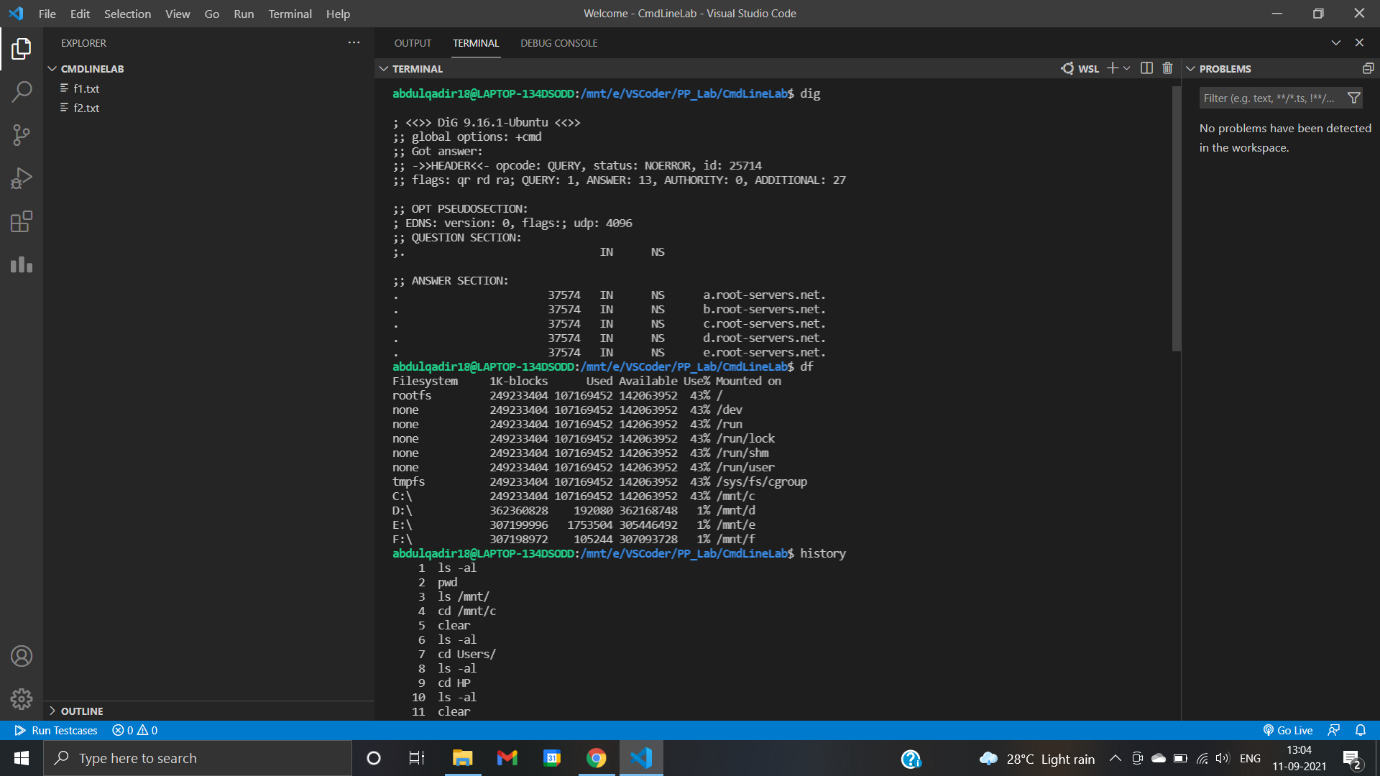 File Edit Selection View Go Run Terminal Help
Welcome - CmdLineLab - Visual Studio Code
EXPLORER
CMDLINELAB
f1.txt
f2.txt
OUTLINE
OUTPUT TERMINAL DEBUG CONSOLE
TERMINAL
WSL
abdulqadir18@LAPTOP-134DSODD:/mnt/e/VSCoder/PP_Lab/CmdLineLab$ dig
; <<>> DiG 9.16.1-Ubuntu <<>>
;; global options: +cmd
;; Got answer:
;; ->>HEADER<<- opcode: QUERY, status: NOERROR, id: 25714
;; flags: qr rd ra; QUERY: 1, ANSWER: 13, AUTHORITY: 0, ADDITIONAL: 27
;; OPT PSEUDOSECTION:
; EDNS: version: 0, flags:; udp: 4096
;; QUESTION SECTION:
;. IN NS
;; ANSWER SECTION:
. 37574 IN NS a.root-servers.net.
. 37574 IN NS b.root-servers.net.
. 37574 IN NS c.root-servers.net.
. 37574 IN NS d.root-servers.net.
. 37574 IN NS e.root-servers.net.
abdulqadir18@LAPTOP-134DSODD:/mnt/e/VSCoder/PP_Lab/CmdLineLab$ df
Filesystem 1K-blocks Used Available Use% Mounted on
rootfs 249233404 107169452 142063952 43% /
none 249233404 107169452 142063952 43% /dev
none 249233404 107169452 142063952 43% /run
none 249233404 107169452 142063952 43% /run/lock
none 249233404 107169452 142063952 43% /run/shm
none 249233404 107169452 142063952 43% /run/user
tmpfs 249233404 107169452 142063952 43% /sys/fs/cgroup
C:\ 249233404 107169452 142063952 43% /mnt/c
D:\ 362360828 192080 362168748 1% /mnt/d
E:\ 307199996 1753504 305446492 1% /mnt/e
F:\ 307198972 105244 307093728 1% /mnt/f
abdulqadir18@LAPTOP-134DSODD:/mnt/e/VSCoder/PP_Lab/CmdLineLab$ history
1 ls -al
2 pwd
3 ls /mnt/
4 cd /mnt/c
5 clear
6 ls -al
7 cd Users/
8 ls -al
9 cd HP
10 ls -al
11 clear
PROBLEMS
Filter (e.g. text, **/*.ts, !**/...
No problems have been detected
in the workspace.
Run Testcases 0 0
Go Live
Type here to search
31
28°C Light rain
ENG
13:04
11-09-2021
2